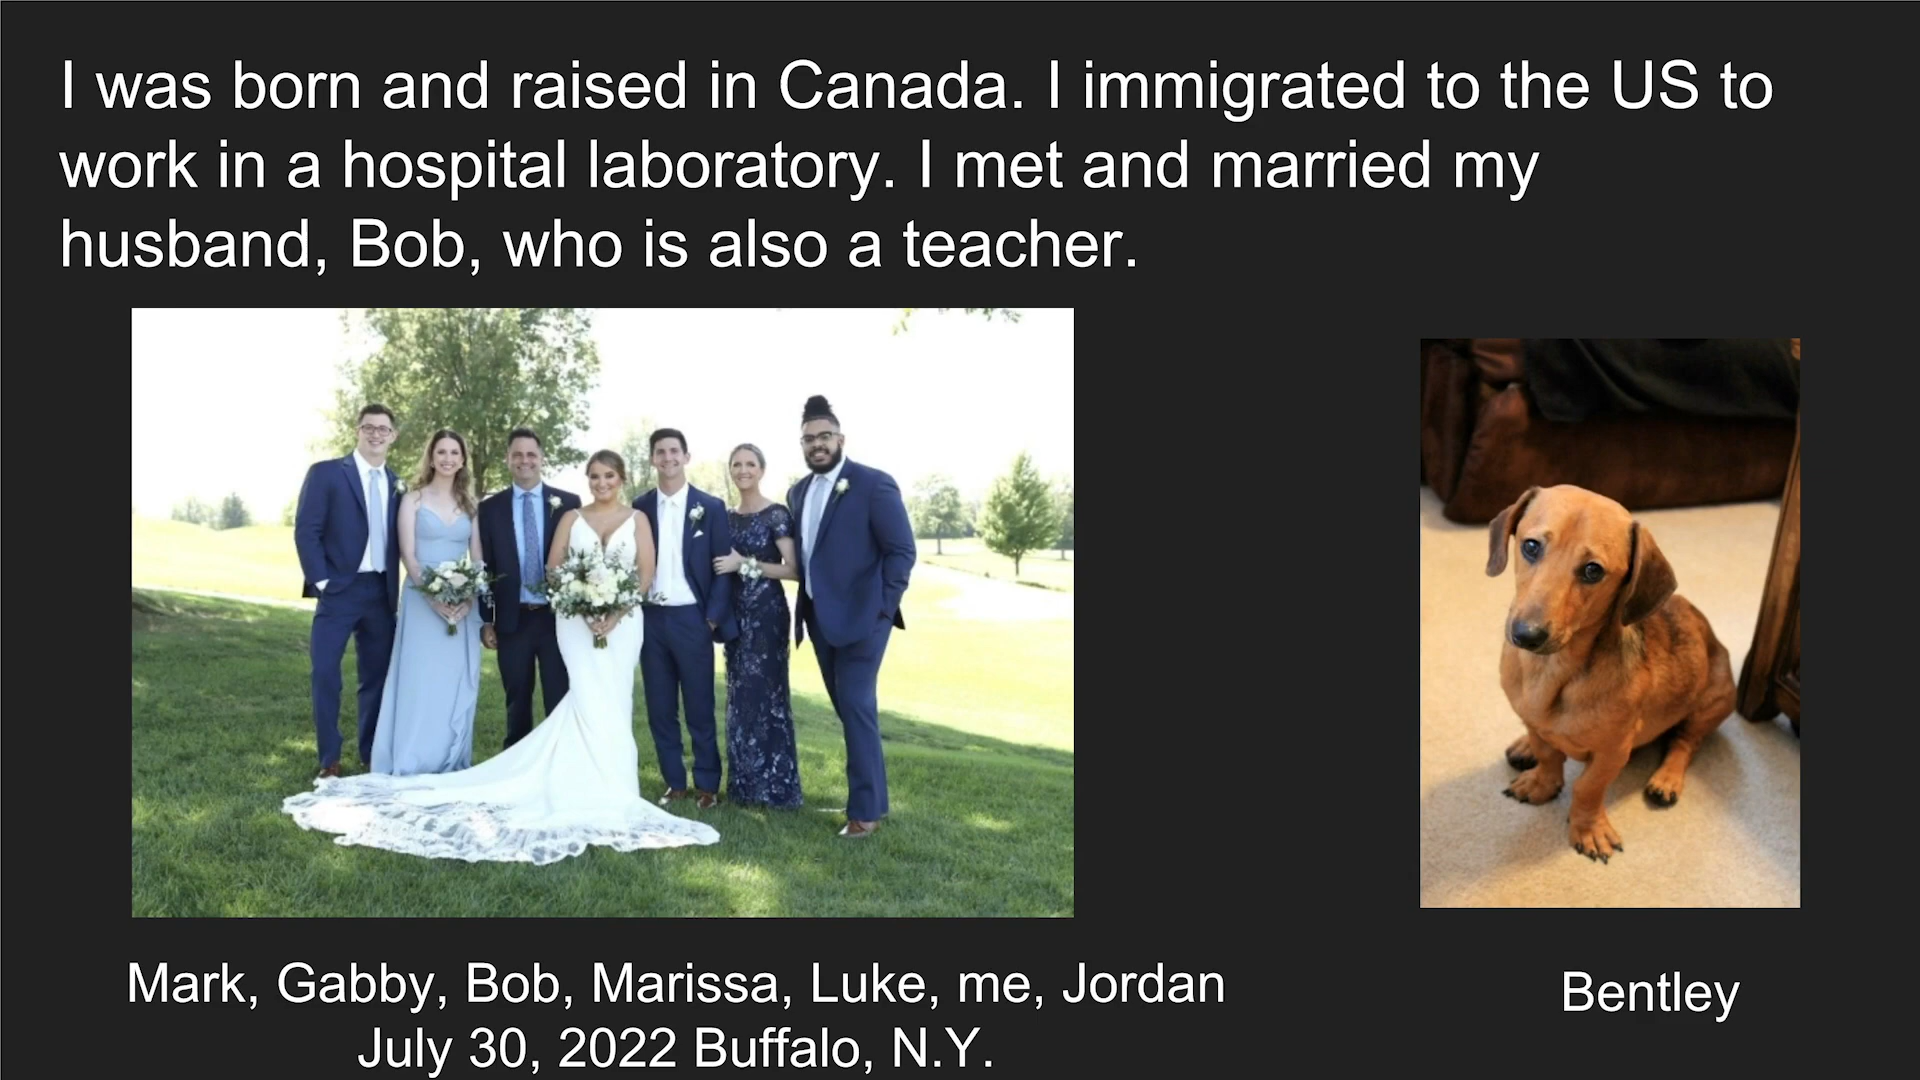 I was born and raised in Canada. I immigrated to the US to
work in a hospital laboratory. I met and married my
husband, Bob, who is also a teacher.
Mark, Gabby, Bob, Marissa, Luke, me, Jordan
July 30, 2022 Buffalo, N.Y.
Bentley